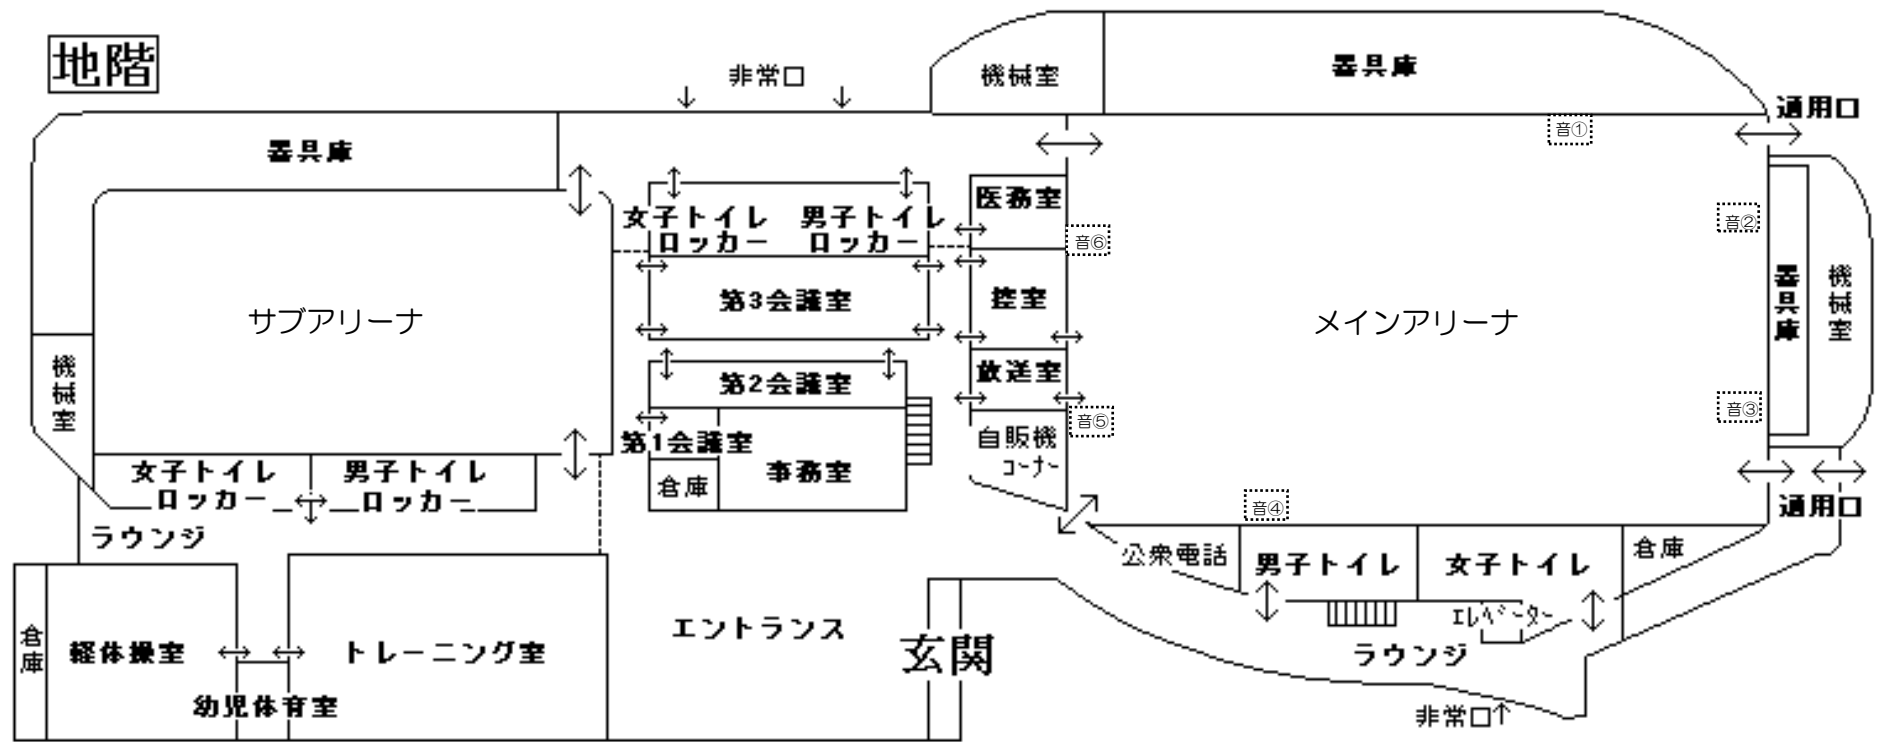 地階
非常口
機械室
器具庫
通用口
音①
器具庫
医務室
女子トイレ
ロッカー
男子トイレ
ロッカー
音⑥
音②
サブアリーナ
第3会議室
控室
メインアリーナ
器具庫
機械室
機械室
第2会議室
放送室
音⑤
音③
第1会議室
倉庫
事務室
自販機
コーナー
女子トイレ
ロッカー
男子トイレ
ロッカー
音④
通用口
ラウンジ
公衆電話
男子トイレ
女子トイレ
倉庫
エレベーター
ラウンジ
倉庫
軽体操室
トレーニング室
エントランス
玄関
幼児体育室
非常口